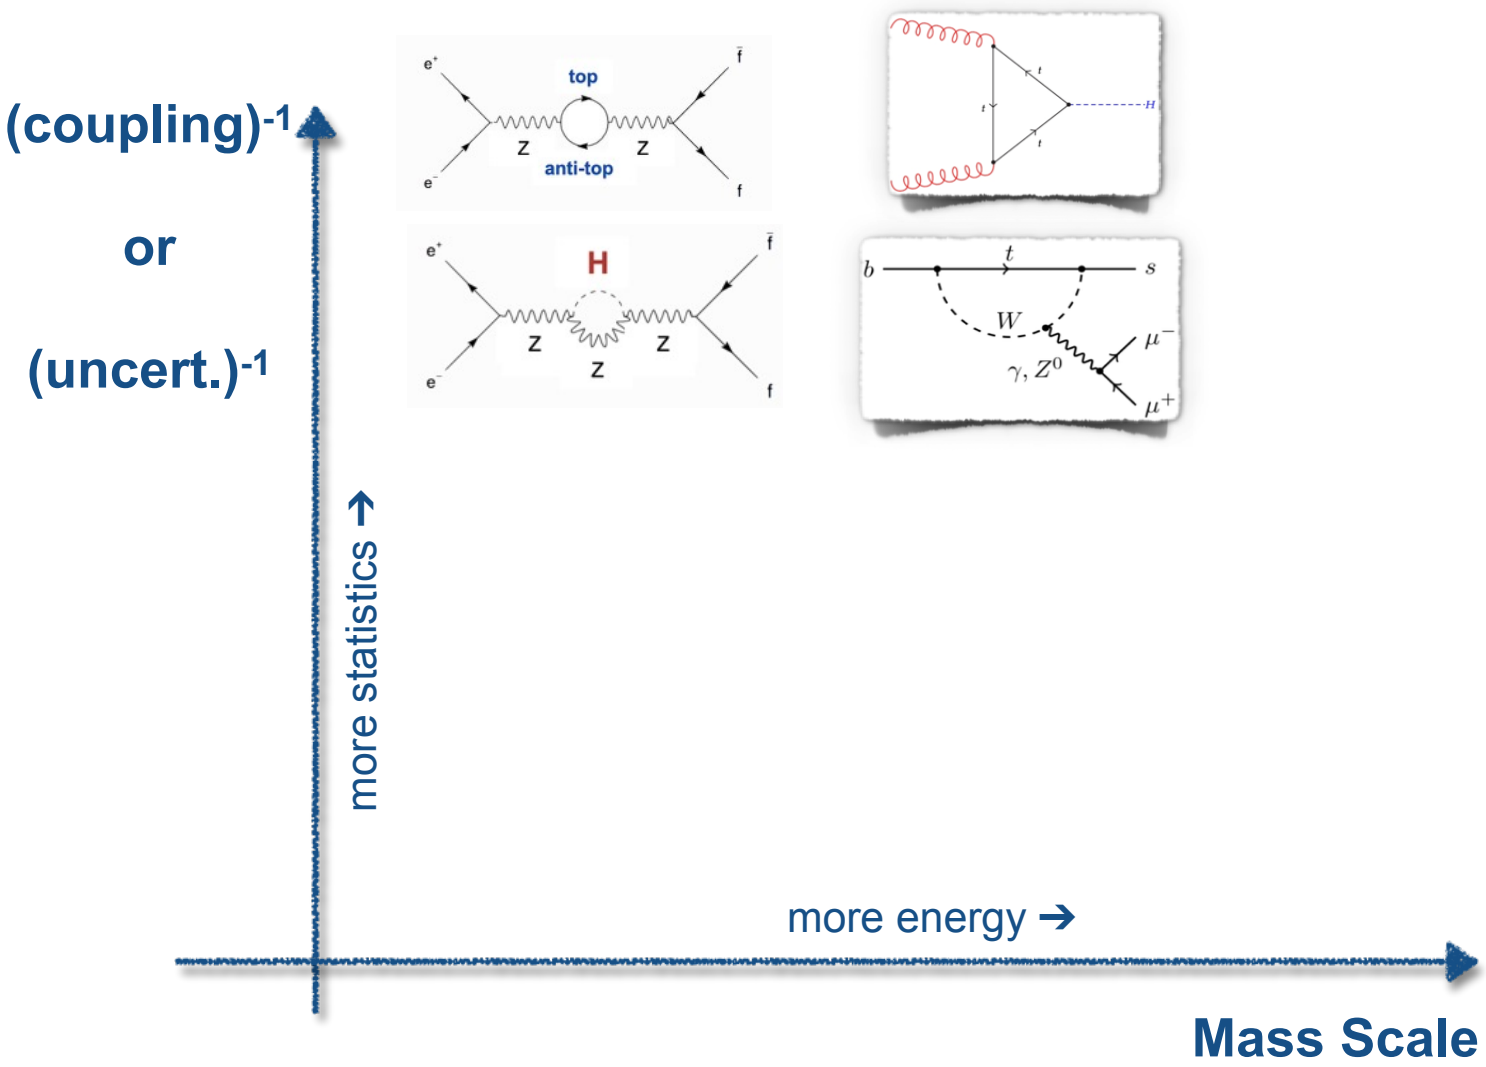 (coupling)-1
or
(uncert.)-1
more statistics ➔
more energy ➔
Mass Scale
e+
e-
top
anti-top
Z
Z
f̄
f
t
t
t
H
e+
e-
H
Z
Z
Z
f̄
f
b
t
s
W
γ, Z0
μ−
μ+